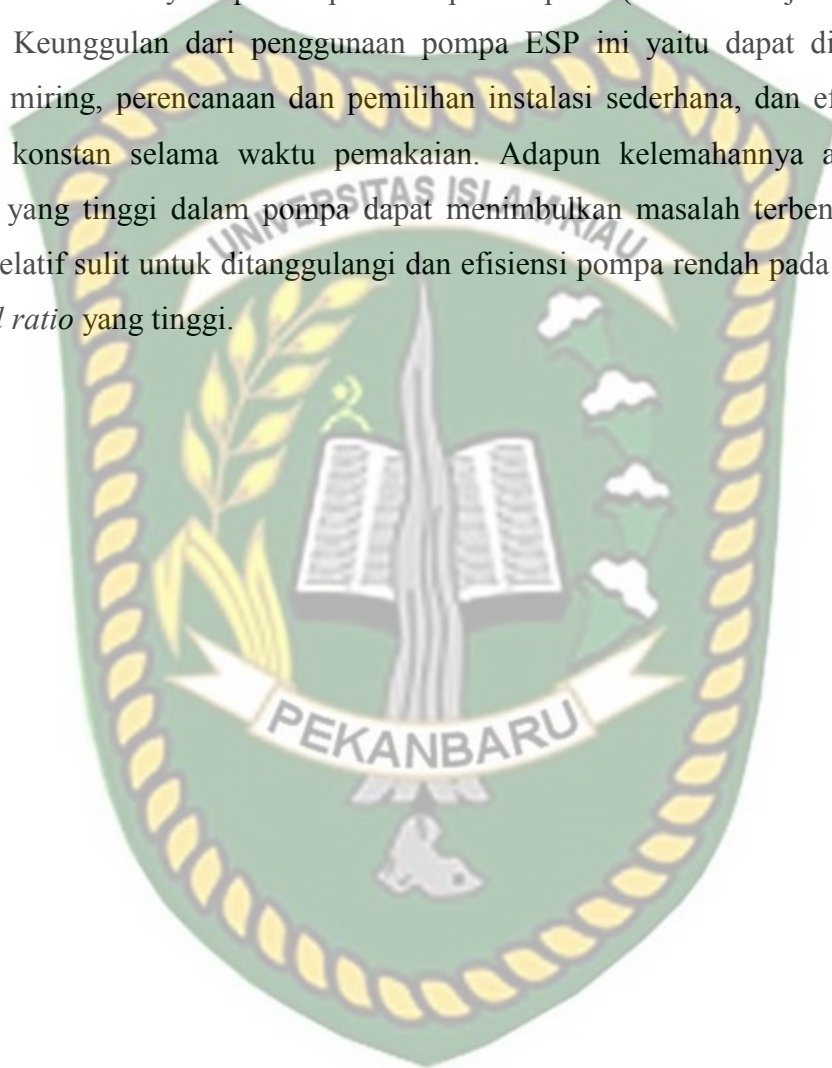 Keunggulan dari penggunaan pompa ESP ini yaitu dapat di
miring, perencanaan dan pemilihan instalasi sederhana, dan ef
konstan selama waktu pemakaian. Adapun kelemahannya a
UNIVERSITAS ISLAM RIAU
yang tinggi dalam pompa dapat menimbulkan masalah terben
elatif sulit untuk ditanggulangi dan efisiensi pompa rendah pada
ratio yang tinggi.
PEKANBARU